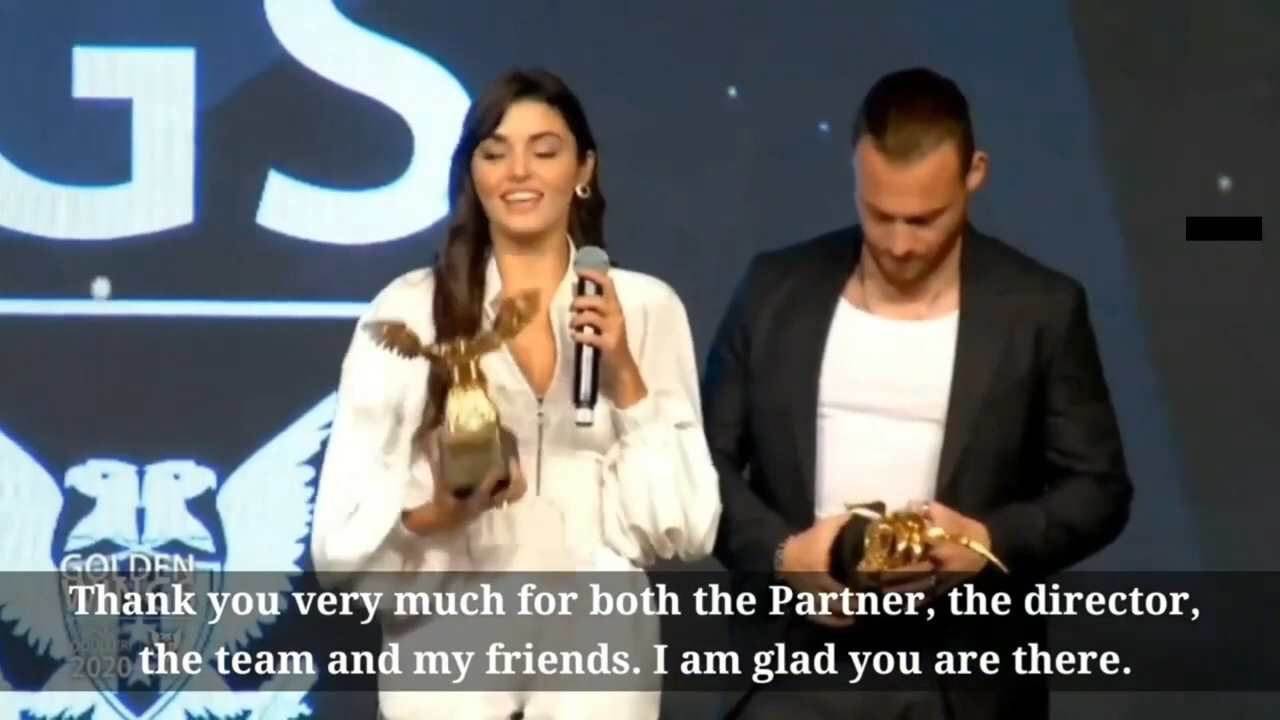 GS
GOLDEN
2020
Thank you very much for both the Partner, the director,
the team and my friends. I am glad you are there.